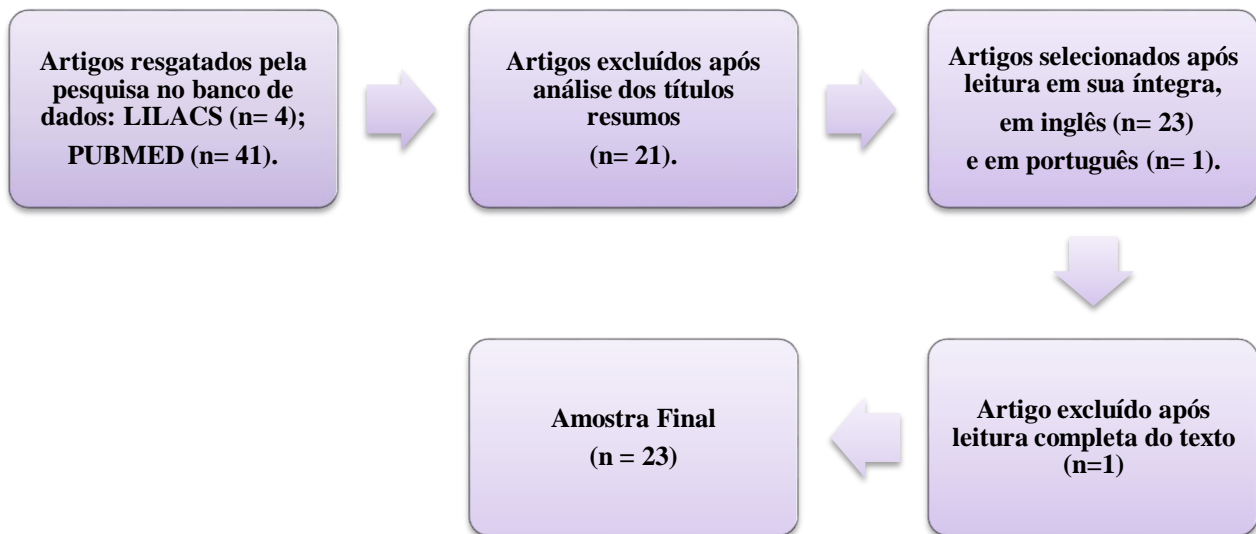 Artigos resgatados pela
pesquisa no banco de
dados: LILACS (n= 4);
PUBMED (n= 41).
Artigos excluídos após
análise dos títulos
resumos
(n= 21).
Artigos selecionados após
leitura em sua íntegra,
em inglês (n= 23)
e em português (n= 1).
Artigo excluído após
leitura completa do texto
(n=1)
Amostra Final
(n = 23)